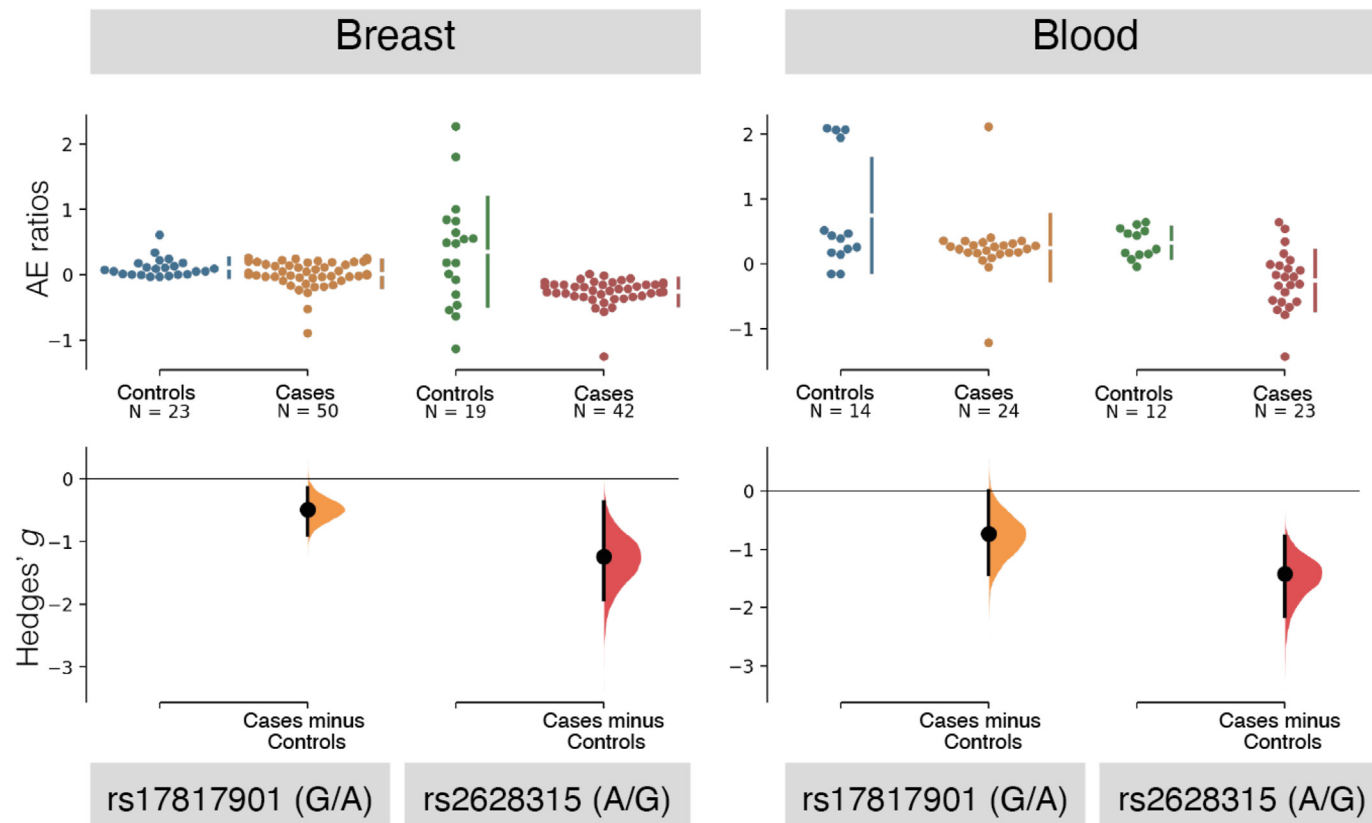 Breast
Blood
AE ratios
2
1
0
−1
Controls
N = 23
Cases
N = 50
Controls
N = 19
Cases
N = 42
2
1
0
−1
Controls
N = 14
Cases
N = 24
Controls
N = 12
Cases
N = 23
Hedges' g
0
−1
−2
−3
Cases minus
Controls
Cases minus
Controls
0
−1
−2
−3
Cases minus
Controls
Cases minus
Controls
rs17817901 (G/A)
rs2628315 (A/G)
rs17817901 (G/A)
rs2628315 (A/G)